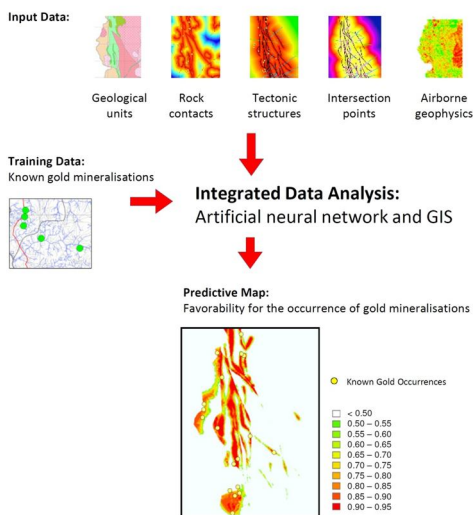 Input Data:
Geological
units
Rock
contacts
Tectonic
structures
Intersection
points
Airborne
geophysics
Training Data:
Known gold mineralisations
Integrated Data Analysis:
Artificial neural network and GIS
Predictive Map:
Favorability for the occurrence of gold mineralisations
Known Gold Occurrences
< 0.50
0.50 – 0.55
0.55 – 0.60
0.60 – 0.65
0.65 – 0.70
0.70 – 0.75
0.75 – 0.80
0.80 – 0.85
0.85 – 0.90
0.90 – 0.95